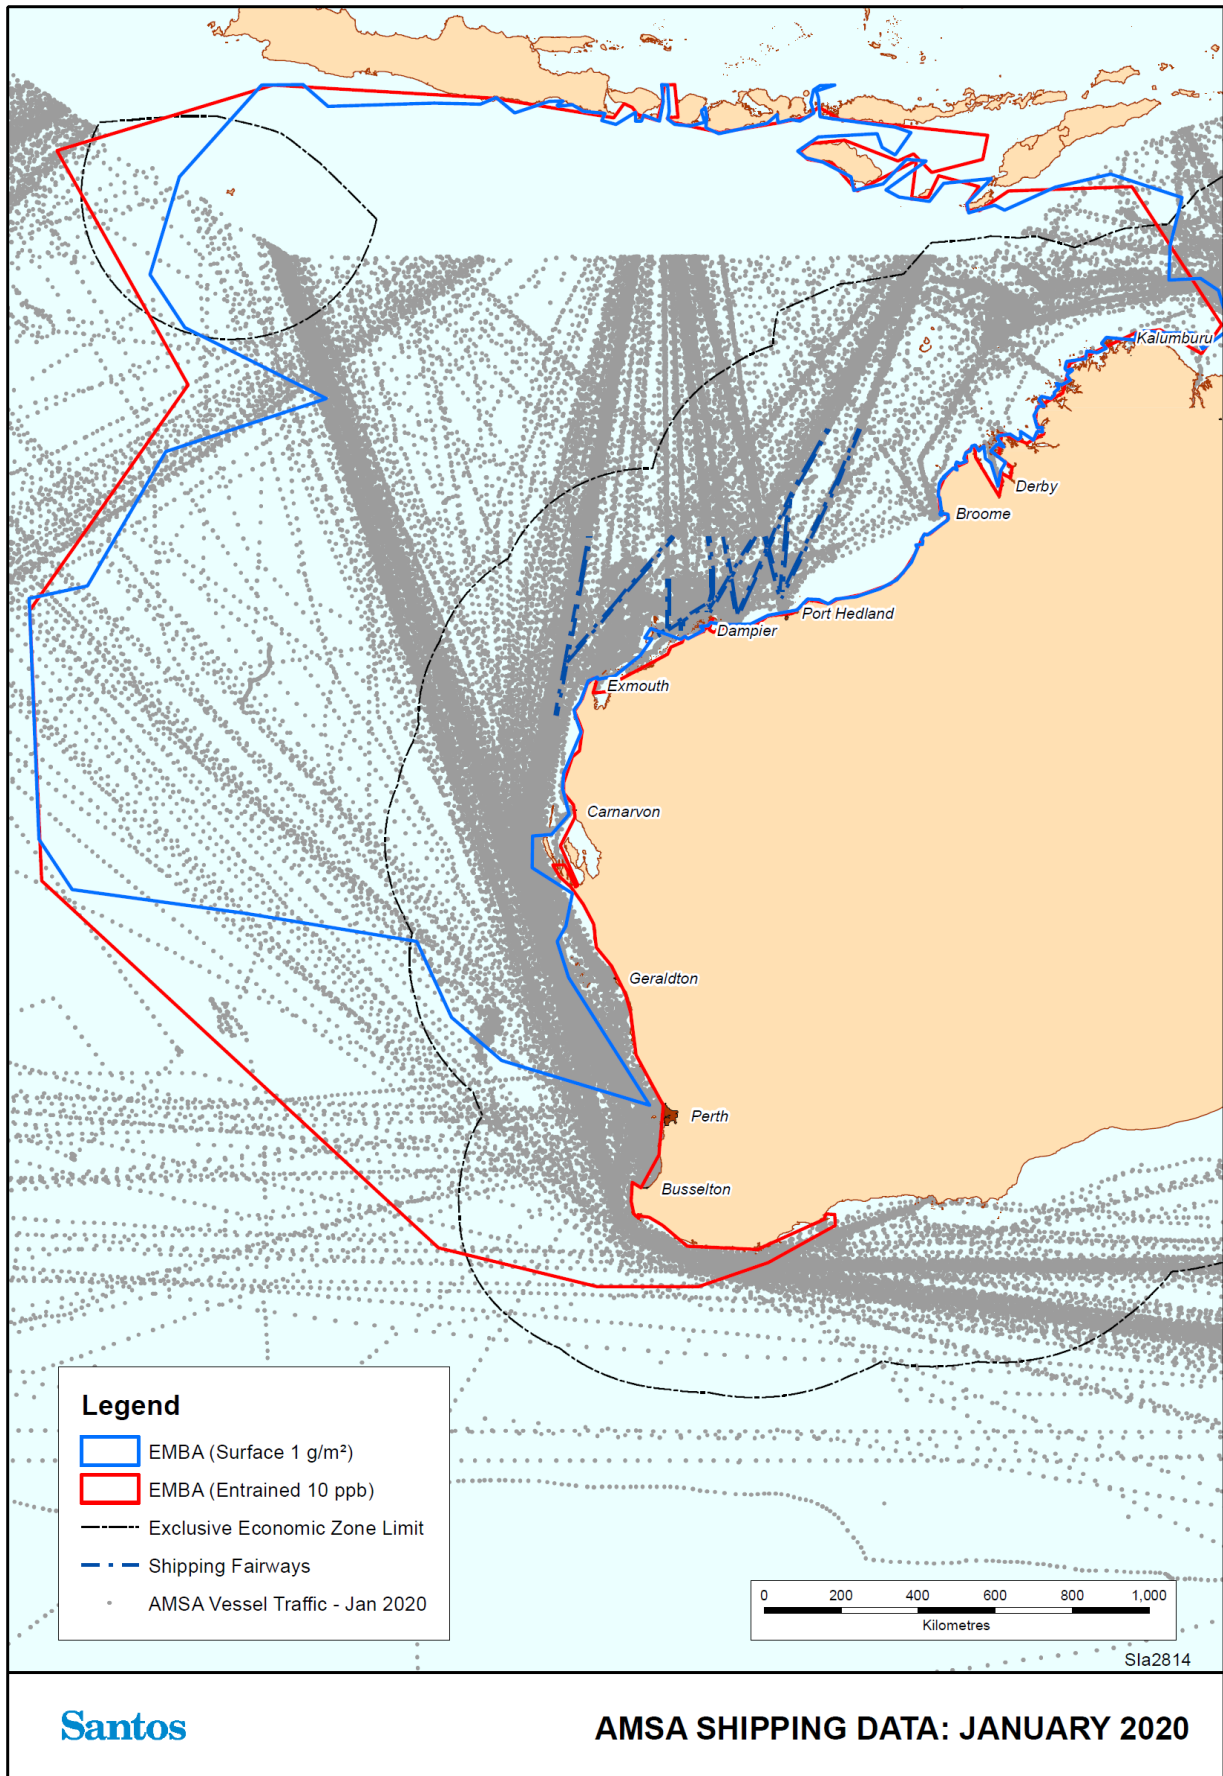 Kalumburu
Derby
Broome
Port Hedland
Dampier
Exmouth
Carnarvon
Geraldton
Perth
Busselton
Legend
EMBA (Surface 1 g/m²)
EMBA (Entrained 10 ppb)
Exclusive Economic Zone Limit
Shipping Fairways
AMSA Vessel Traffic - Jan 2020
0 200 400 600 800 1,000
Kilometres
Sla2814
Santos
AMSA SHIPPING DATA: JANUARY 2020